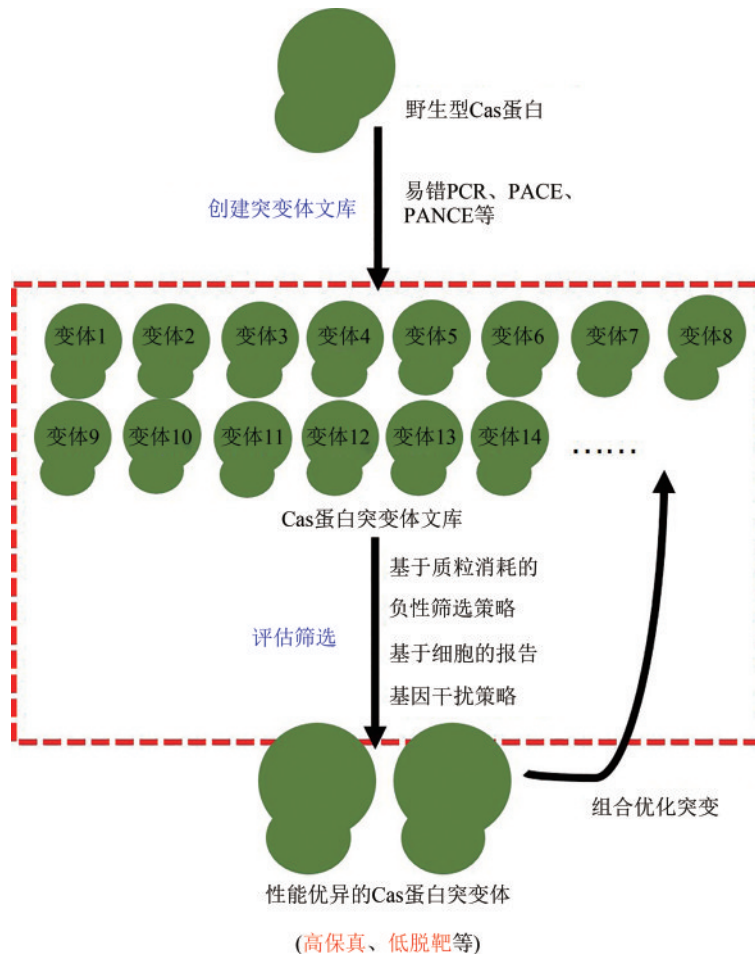 野生型Cas蛋白
创建突变体文库
易错PCR、PACE、
PANCE等
变体1
变体2
变体3
变体4
变体5
变体6
变体7
变体8
变体9
变体10
变体11
变体12
变体13
变体14
……
Cas蛋白突变体文库
评估筛选
基于质粒消耗的
负性筛选策略
基于细胞的报告
基因干扰策略
组合优化突变
性能优异的Cas蛋白突变体
(高保真、低脱靶等)